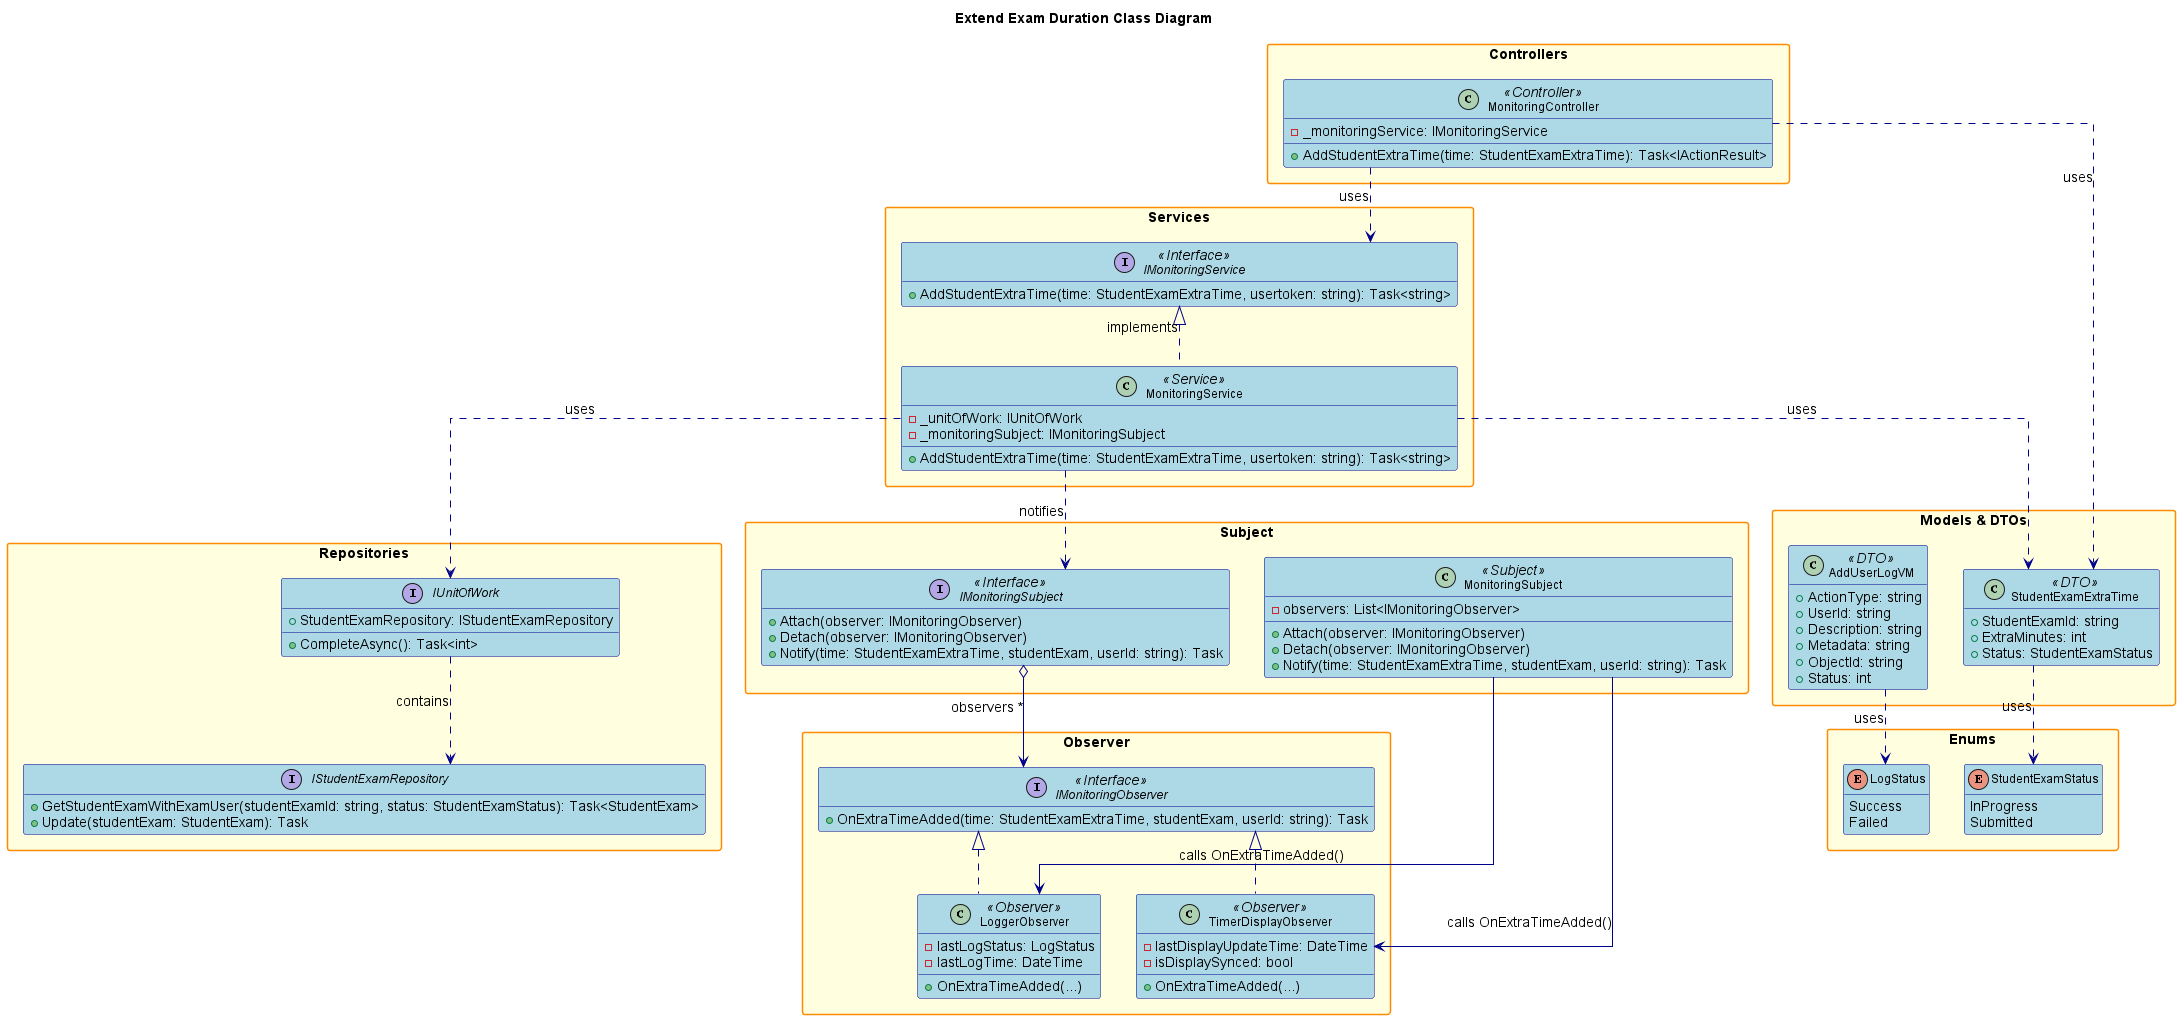 Extend Exam Duration Class Diagram
Controllers
C
«Controller»
MonitoringController
_monitoringService: IMonitoringService
AddStudentExtraTime(time: StudentExamExtraTime): Task<IActionResult>
uses
uses
Services
I
«Interface»
IMonitoringService
AddStudentExtraTime(time: StudentExamExtraTime, usertoken: string): Task<string>
implements
C
«Service»
MonitoringService
_unitOfWork: IUnitOfWork
_monitoringSubject: IMonitoringSubject
AddStudentExtraTime(time: StudentExamExtraTime, usertoken: string): Task<string>
uses
uses
notifies
Repositories
I
IUnitOfWork
StudentExamRepository: IStudentExamRepository
CompleteAsync(): Task<int>
contains
I
IStudentExamRepository
GetStudentExamWithExamUser(studentExamId: string, status: StudentExamStatus): Task<StudentExam>
Update(studentExam: StudentExam): Task
Subject
I
«Interface»
IMonitoringSubject
Attach(observer: IMonitoringObserver)
Detach(observer: IMonitoringObserver)
Notify(time: StudentExamExtraTime, studentExam, userId: string): Task
C
«Subject»
MonitoringSubject
observers: List<IMonitoringObserver>
Attach(observer: IMonitoringObserver)
Detach(observer: IMonitoringObserver)
Notify(time: StudentExamExtraTime, studentExam, userId: string): Task
observers *
Observer
I
«Interface»
IMonitoringObserver
OnExtraTimeAdded(time: StudentExamExtraTime, studentExam, userId: string): Task
calls OnExtraTimeAdded()
C
«Observer»
LoggerObserver
lastLogStatus: LogStatus
lastLogTime: DateTime
OnExtraTimeAdded(...)
C
«Observer»
TimerDisplayObserver
lastDisplayUpdateTime: DateTime
isDisplaySynced: bool
OnExtraTimeAdded(...)
calls OnExtraTimeAdded()
Models & DTOs
C
«DTO»
AddUserLogVM
ActionType: string
UserId: string
Description: string
Metadata: string
ObjectId: string
Status: int
C
«DTO»
StudentExamExtraTime
StudentExamId: string
ExtraMinutes: int
Status: StudentExamStatus
uses
uses
Enums
E
LogStatus
Success
Failed
E
StudentExamStatus
InProgress
Submitted